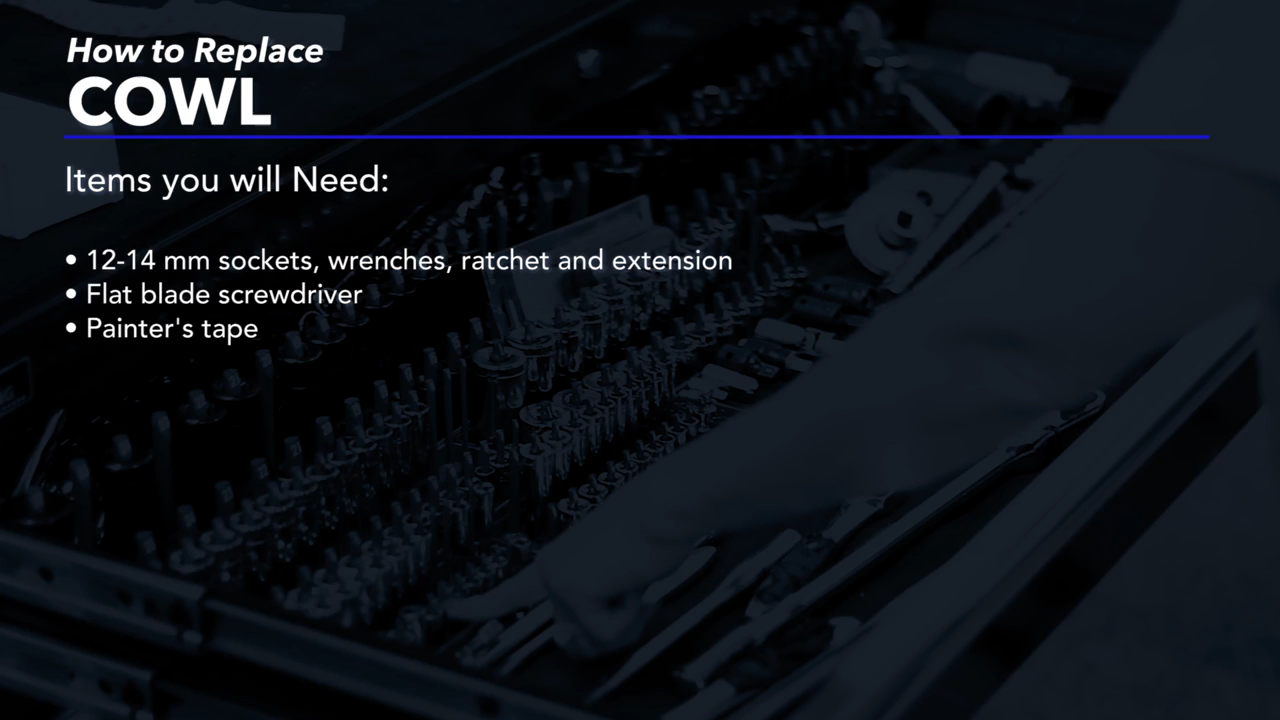 How to Replace
COWL
Items you will Need:
• 12-14 mm sockets, wrenches, ratchet and extension
• Flat blade screwdriver
• Painter's tape